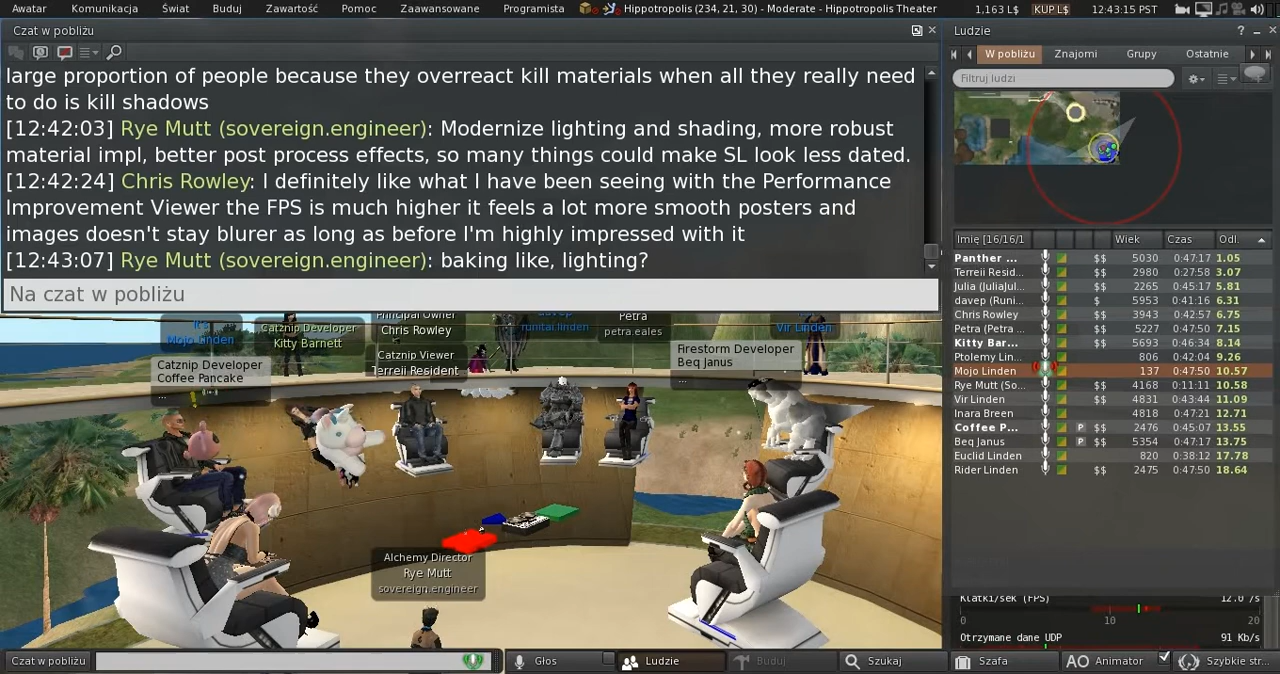 Awatar Komunikacja Świat Buduj Zawartość Pomoc Zaawansowane Programista Hippotropolis (234, 21, 30) - Moderate - Hippotropolis Theater 1,163 L$ KUP L$ 12:43:15 PST
Czat w pobliżu
large proportion of people because they overreact kill materials when all they really need
to do is kill shadows
[12:42:03] Rye Mutt (sovereign.engineer): Modernize lighting and shading, more robust
material impl, better post process effects, so many things could make SL look less dated.
[12:42:24] Chris Rowley: I definitely like what I have been seeing with the Performance
Improvement Viewer the FPS is much higher it feels a lot more smooth posters and
images doesn't stay blurer as long as before I'm highly impressed with it
[12:43:07] Rye Mutt (sovereign.engineer): baking like, lighting?
Na czat w pobliżu
Mojo Linden
Catznip Developer
Kitty Barnett
Principal Owner
Chris Rowley
runitai.linden
Petra
petra.eales
Vir Linden
Catznip Developer
Coffee Pancake
...
Catznip Viewer
Terreii Resident
Firestorm Developer
Beq Janus
...
Alchemy Director
Rye Mutt
sovereign.engineer
Ludzie
W pobliżu Znajomi Grupy Ostatnie
Filtruj ludzi
Imię [16/16/1 Wiek Czas Odl.
Panther ... $$ 5030 0:47:17 1.05
Terreii Resid... $$ 2980 0:27:58 3.07
Julia (JuliaJul... $$ 2265 0:45:17 5.81
davep (Runi... $ 5953 0:41:16 6.31
Chris Rowley $$ 3943 0:42:57 6.75
Petra (Petra ... $$ 5227 0:47:50 7.15
Kitty Bar... $$ 5693 0:46:34 8.14
Ptolemy Lin... 806 0:42:04 9.26
Mojo Linden 137 0:47:50 10.57
Rye Mutt (So... $$ 4168 0:11:11 10.58
Vir Linden $$ 4831 0:43:44 11.09
Inara Breen 4818 0:47:21 12.71
Coffee P... P $$ 2476 0:45:07 13.55
Beq Janus P $$ 5354 0:47:17 13.75
Euclid Linden 820 0:38:12 17.78
Rider Linden $$ 2475 0:47:50 18.64
Klatki/sek (FPS) 12.0 /s
0 10 20
Otrzymane dane UDP 91 Kb/s
Czat w pobliżu Głos Ludzie Buduj Szukaj Szafa AO Animator Szybkie str...